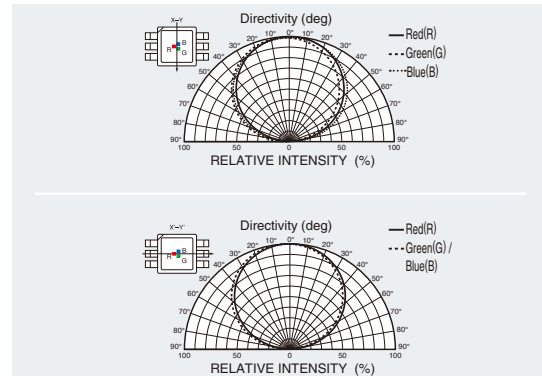 X–Y
Directivity (deg)
R B G
Red(R)
Green(G)
Blue(B)
0°
10° 10°
20° 20°
30° 30°
40° 40°
50° 50°
60° 60°
70° 70°
80° 80°
90° 90°
100 50 0 50 100
RELATIVE INTENSITY (%)
X'–Y'
Directivity (deg)
R B G
Red(R)
Green(G) /
Blue(B)
0°
10° 10°
20° 20°
30° 30°
40° 40°
50° 50°
60° 60°
70° 70°
80° 80°
90° 90°
100 50 0 50 100
RELATIVE INTENSITY (%)